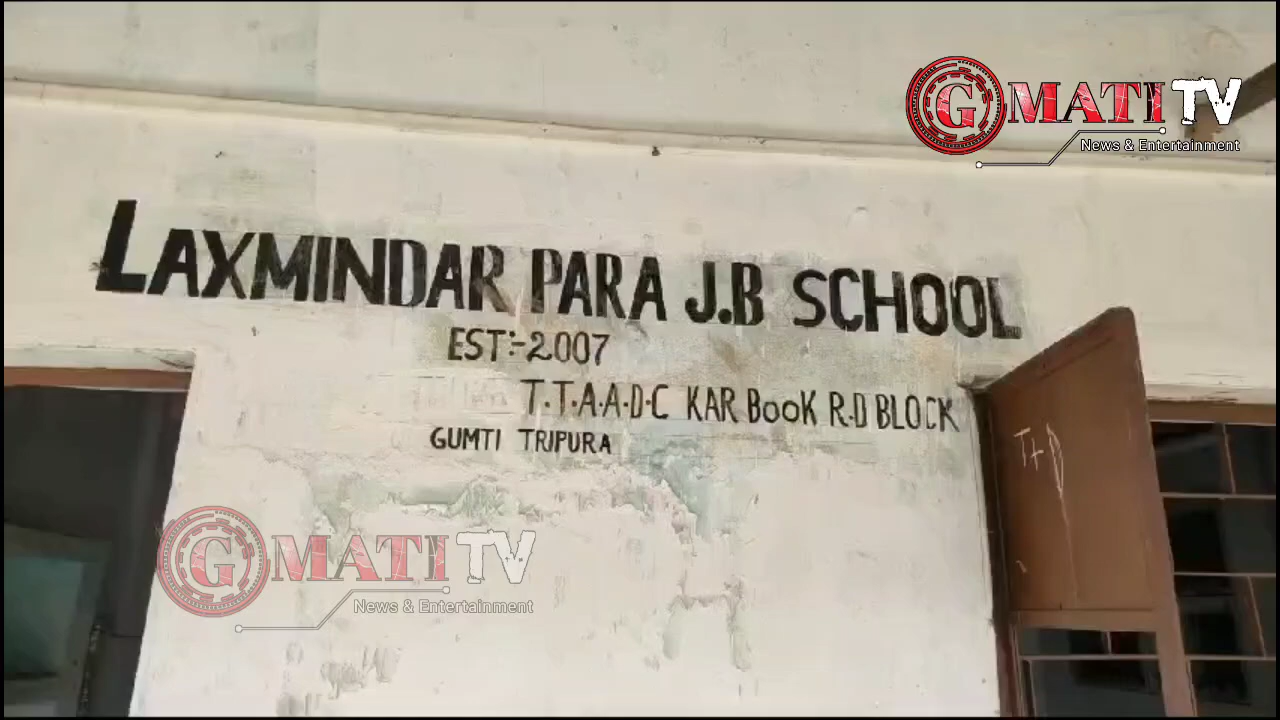 GMATI TV
News & Entertainment
LAXMINDAR PARA J.B SCHOOL
EST:-2007
T.T.A.A.D.C KAR BooK R.D BLOCK
GUMTI TRIPURA
GMATI TV
News & Entertainment